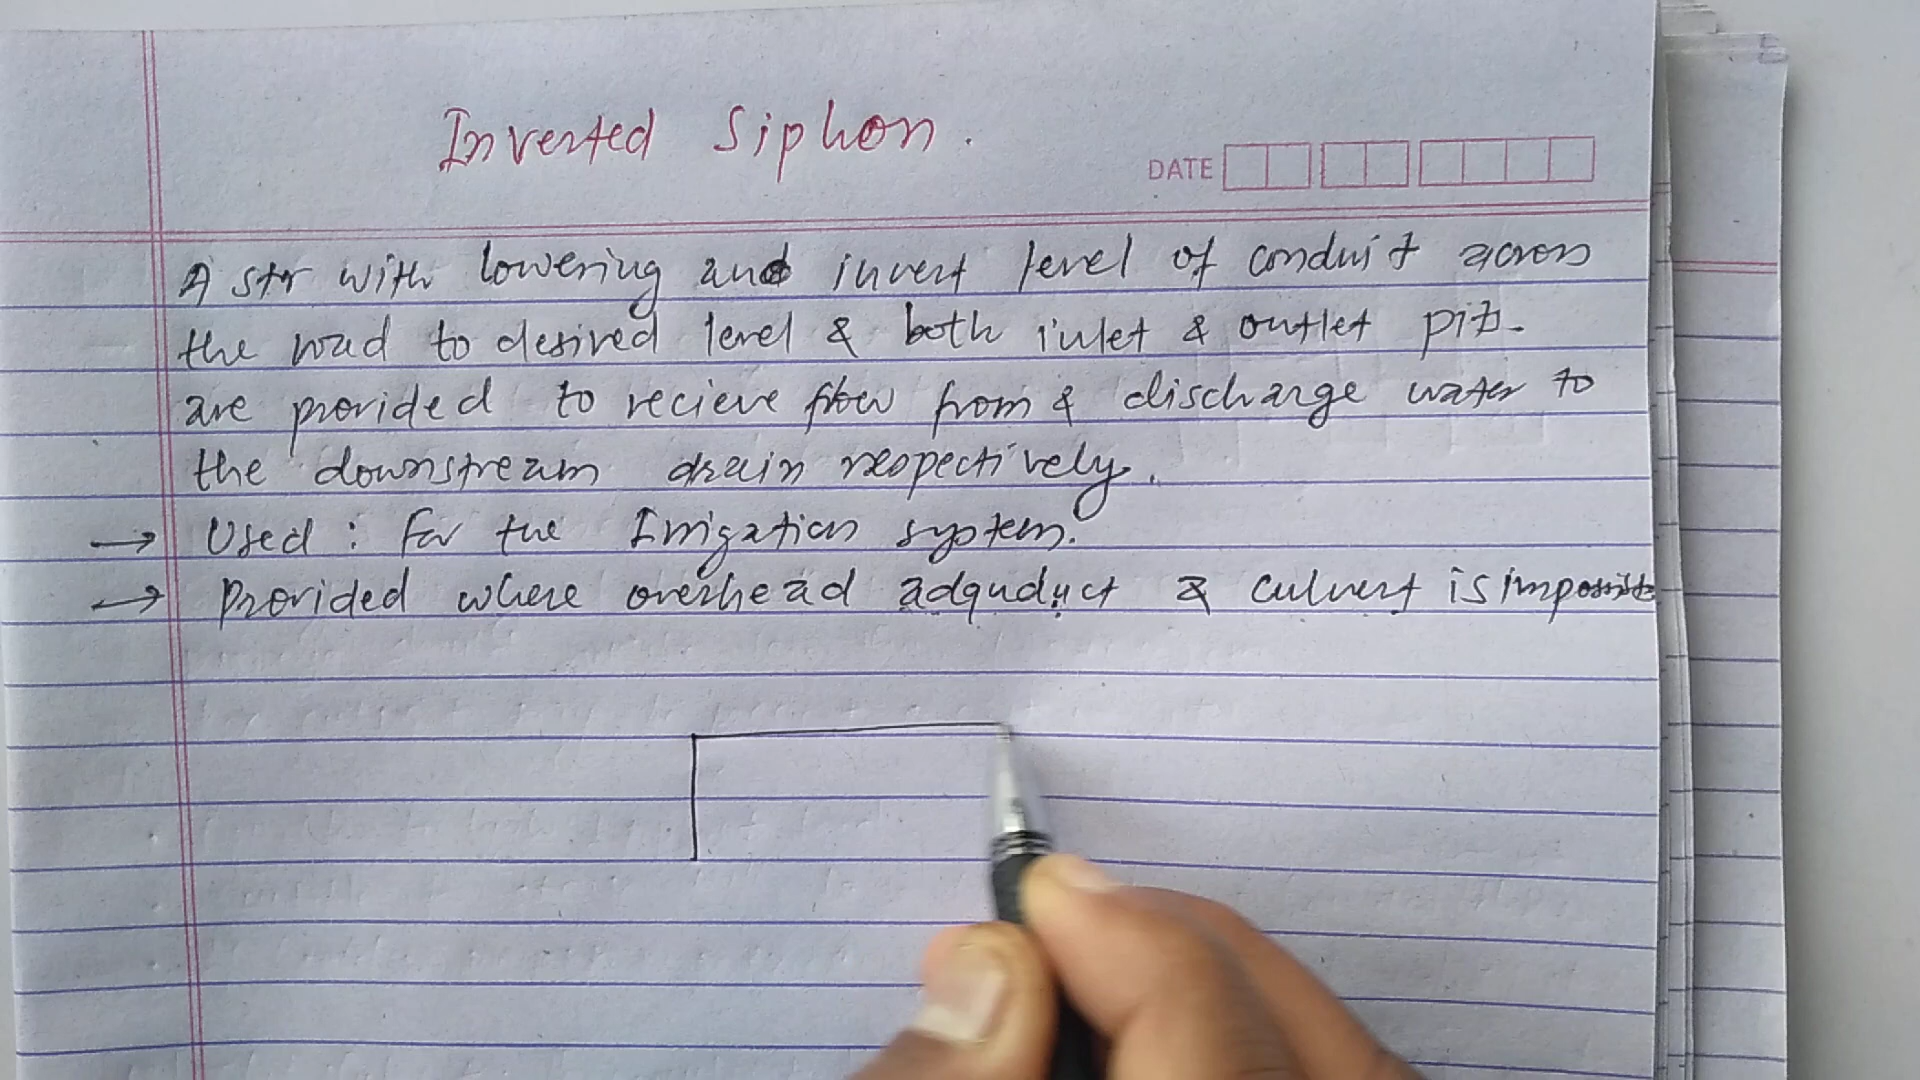 Inverted Siphon.
DATE
A str with lowering and invert level of conduit across
the road to desired level & both inlet & outlet pit.
are provided to recieve flow from & discharge water to
the downstream drain respectively.
→ Used : For the Irrigation system.
→ Provided where overhead adquduct & culvert is impossible